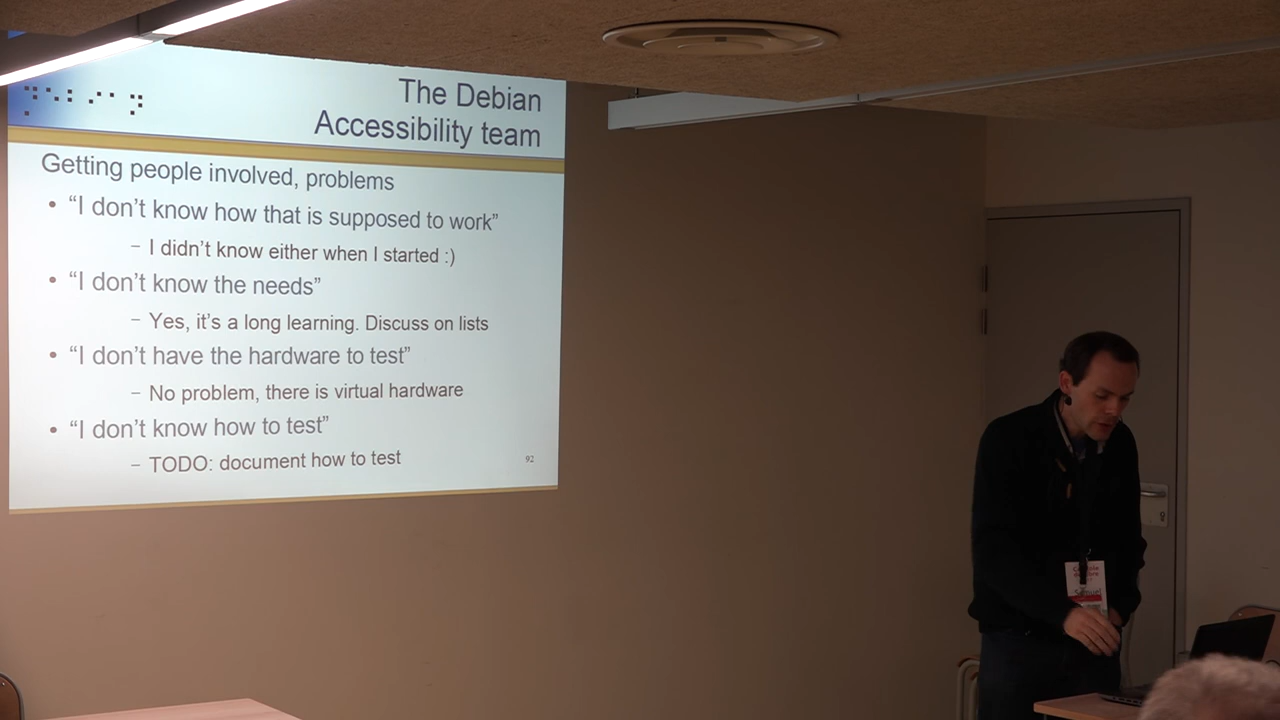 The Debian
Accessibility team
Getting people involved, problems
• “I don’t know how that is supposed to work”
– I didn’t know either when I started :)
• “I don’t know the needs”
– Yes, it’s a long learning. Discuss on lists
• “I don’t have the hardware to test”
– No problem, there is virtual hardware
• “I don’t know how to test”
– TODO: document how to test
92
Samuel